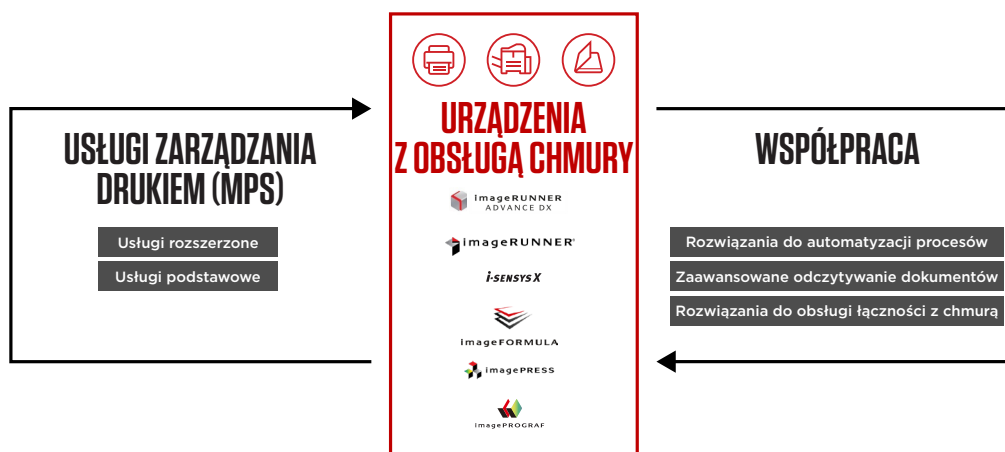 USŁUGI ZARZĄDZANIA
DRUKIEM (MPS)
Usługi rozszerzone
Usługi podstawowe
URZĄDZENIA
Z OBSŁUGĄ CHMURY
imageRUNNER
ADVANCE DX
imageRUNNER®
i-SENSYS X
imageFORMULA
imagePRESS
imagePROGRAF
WSPÓŁPRACA
Rozwiązania do automatyzacji procesów
Zaawansowane odczytywanie dokumentów
Rozwiązania do obsługi łączności z chmurą